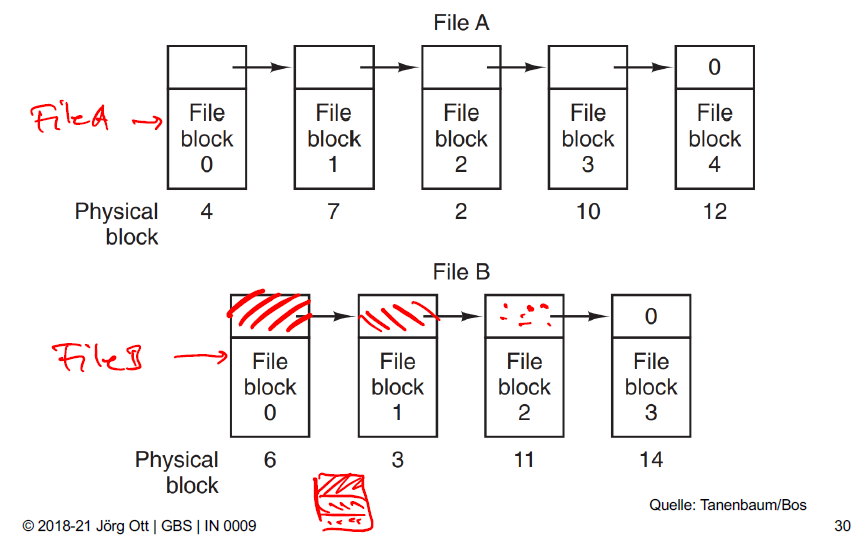 File A
0
FileA
File
block
0
File
block
1
File
block
2
File
block
3
File
block
4
Physical
block
4 7 2 10 12
File B
0
FileB
File
block
0
File
block
1
File
block
2
File
block
3
Physical
block
6 3 11 14
Quelle: Tanenbaum/Bos
© 2018-21 Jörg Ott | GBS | IN 0009
30